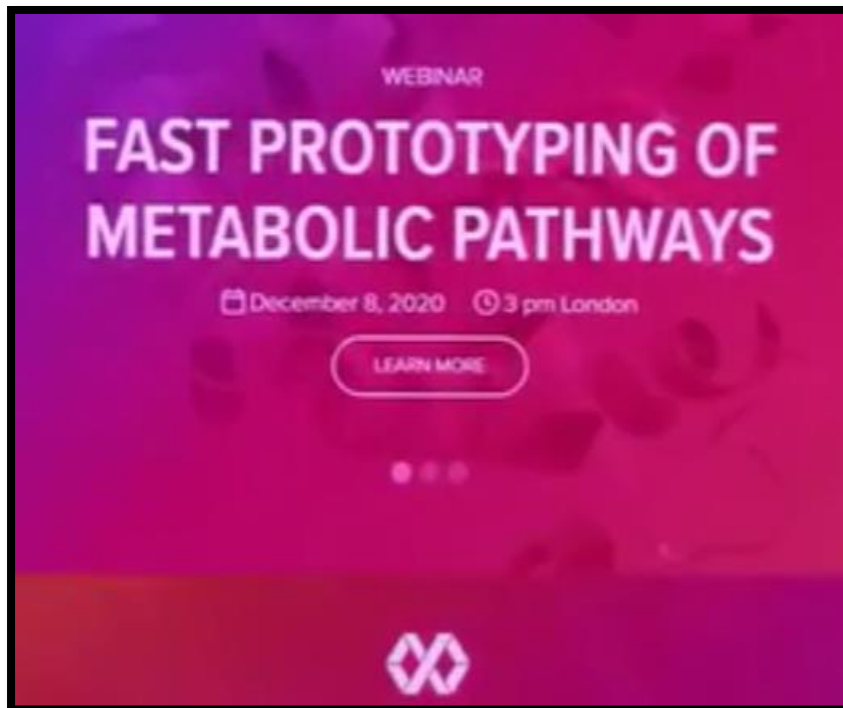 WEBINAR
FAST PROTOTYPING OF
METABOLIC PATHWAYS
December 8, 2020 3 pm London
LEARN MORE